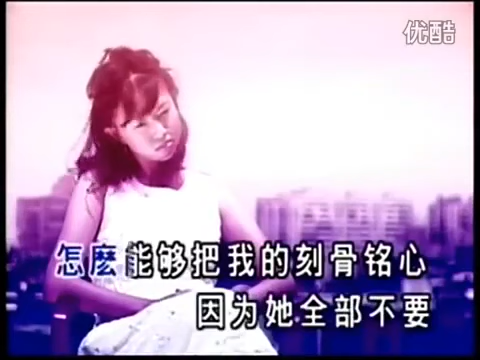 优酷
怎麽能够把我的刻骨铭心
因为她全部不要